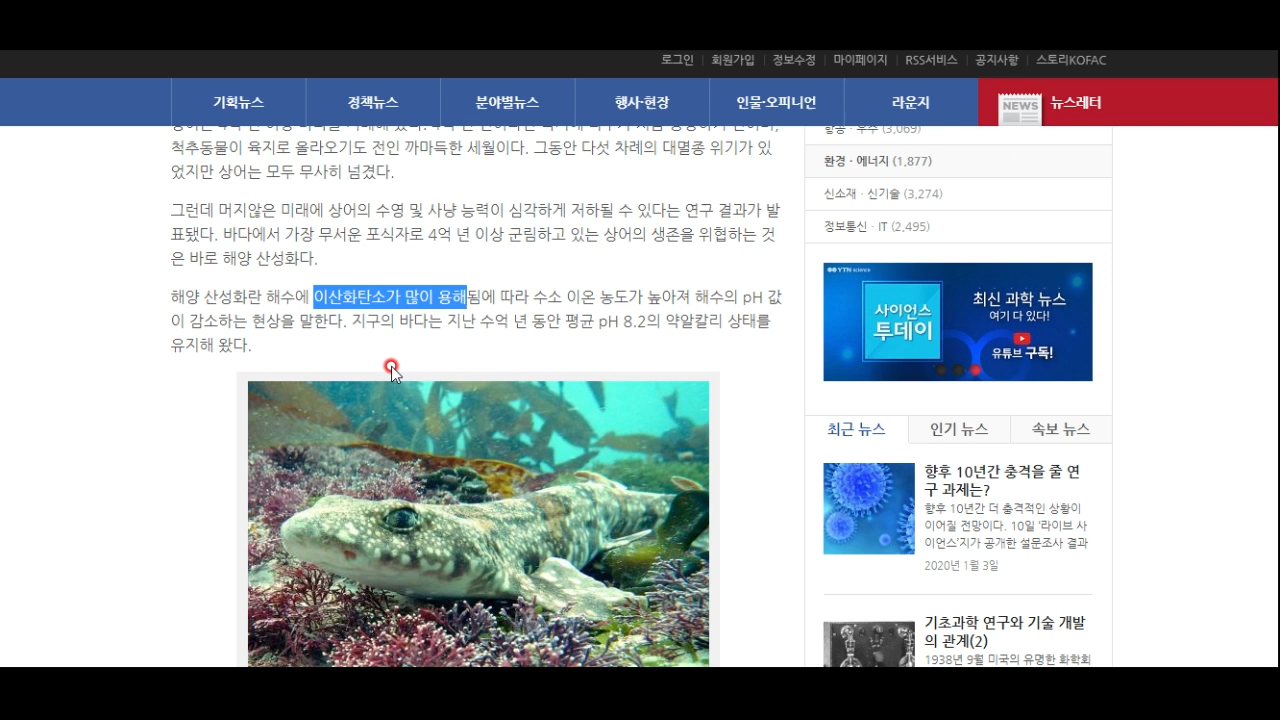 로그인 회원가입 정보수정 마이페이지 RSS서비스 공지사항 스토리KOFAC
기획뉴스 정책뉴스 분야별뉴스 행사·현장 인물·오피니언 라운지 NEWS 뉴스레터
척추동물이 육지로 올라오기도 전인 까마득한 세월이다. 그동안 다섯 차례의 대멸종 위기가 있
었지만 상어는 모두 무사히 넘겼다.
그런데 머지않은 미래에 상어의 수영 및 사냥 능력이 심각하게 저하될 수 있다는 연구 결과가 발
표됐다. 바다에서 가장 무서운 포식자로 4억 년 이상 군림하고 있는 상어의 생존을 위협하는 것
은 바로 해양 산성화다.
해양 산성화란 해수에 이산화탄소가 많이 용해됨에 따라 수소 이온 농도가 높아져 해수의 pH 값
이 감소하는 현상을 말한다. 지구의 바다는 지난 수억 년 동안 평균 pH 8.2의 약알칼리 상태를
유지해 왔다.
항공 · 우주 (3,069)
환경 · 에너지 (1,877)
신소재 · 신기술 (3,274)
정보통신 · IT (2,495)
YTN science
사이언스
투데이
최신 과학 뉴스
여기 다 있다!
유튜브 구독!
최근 뉴스 인기 뉴스 속보 뉴스
향후 10년간 충격을 줄 연
구 과제는?
향후 10년간 더 충격적인 상황이
이어질 전망이다. 10일 '라이브 사
이언스'지가 공개한 설문조사 결과
2020년 1월 3일
기초과학 연구와 기술 개발
의 관계(2)
1938년 9월 미국의 유명한 화학회